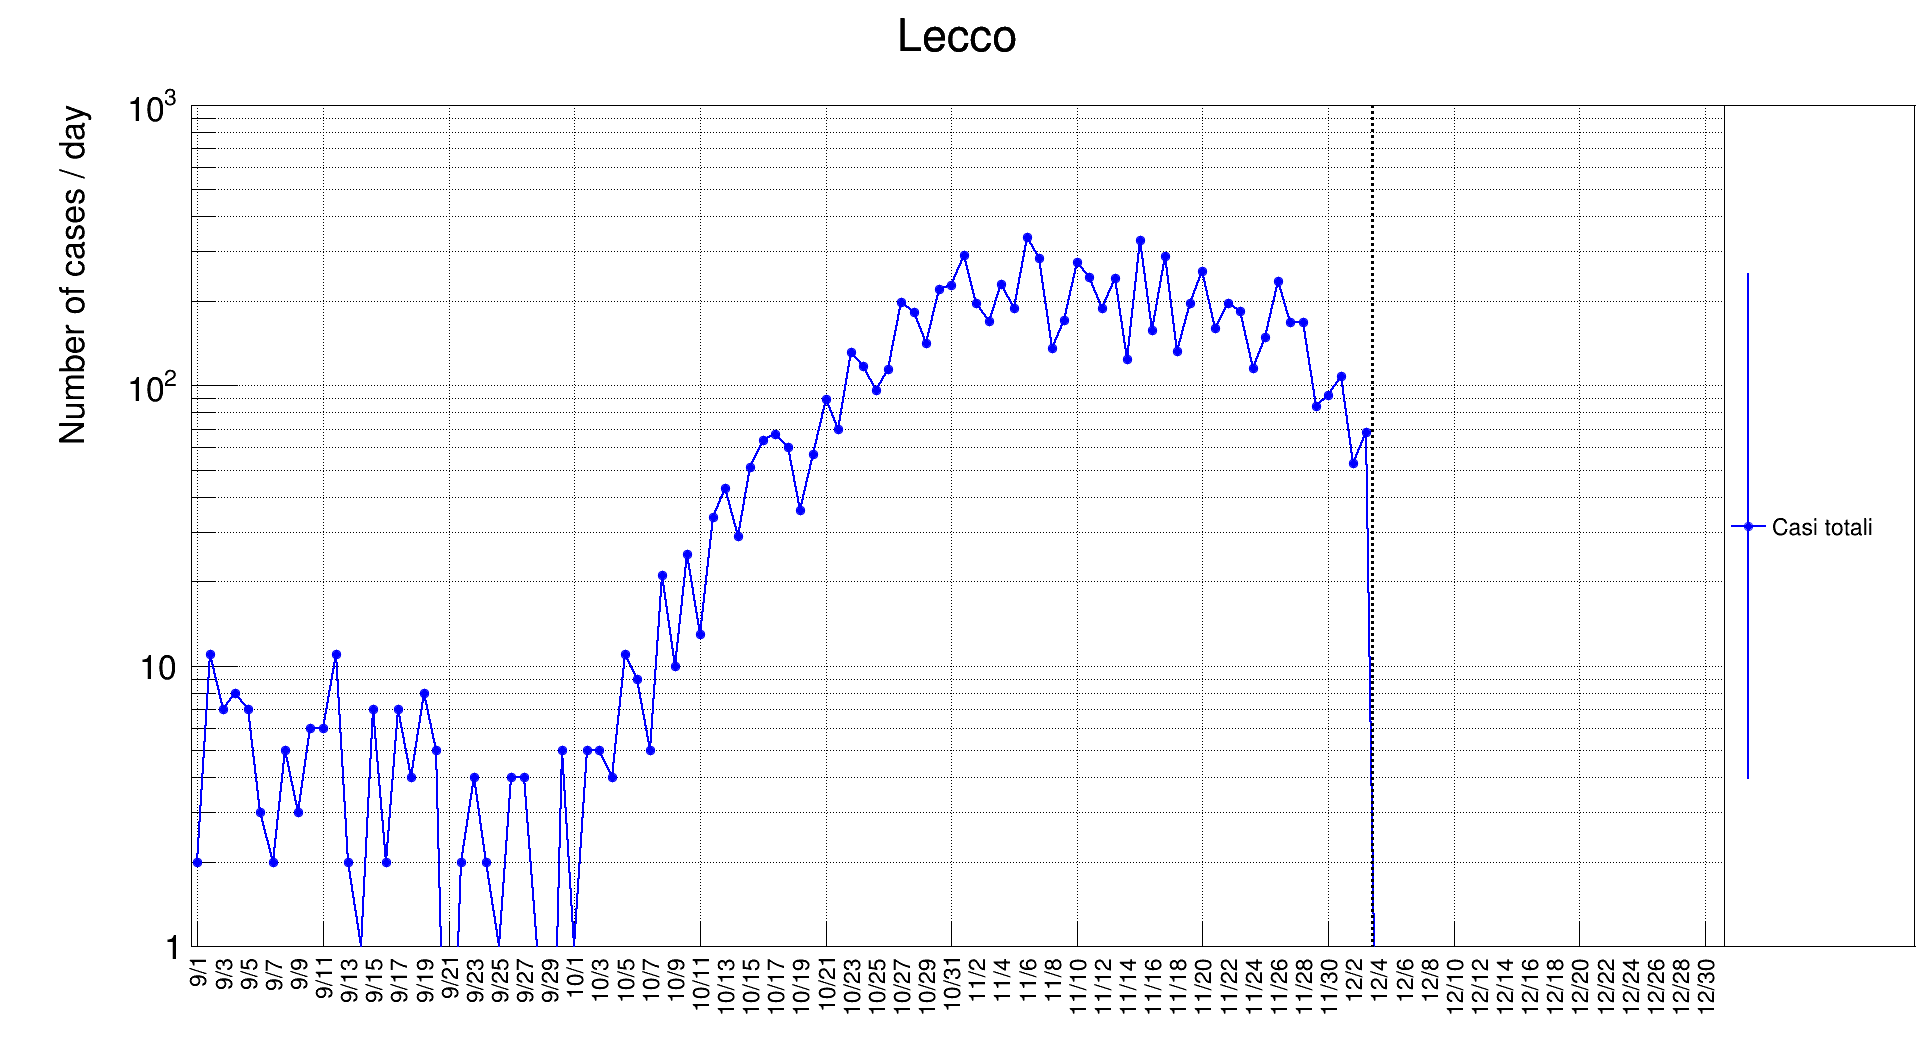 Lecco
Number of cases / day
10³
10²
10
1
9/1 9/3 9/5 9/7 9/9 9/11 9/13 9/15 9/17 9/19 9/21 9/23 9/25 9/27 9/29 10/1 10/3 10/5 10/7 10/9 10/11 10/13 10/15 10/17 10/19 10/21 10/23 10/25 10/27 10/29 10/31 11/2 11/4 11/6 11/8 11/10 11/12 11/14 11/16 11/18 11/20 11/22 11/24 11/26 11/28 11/30 12/2 12/4 12/6 12/8 12/10 12/12 12/14 12/16 12/18 12/20 12/22 12/24 12/26 12/28 12/30
Casi totali